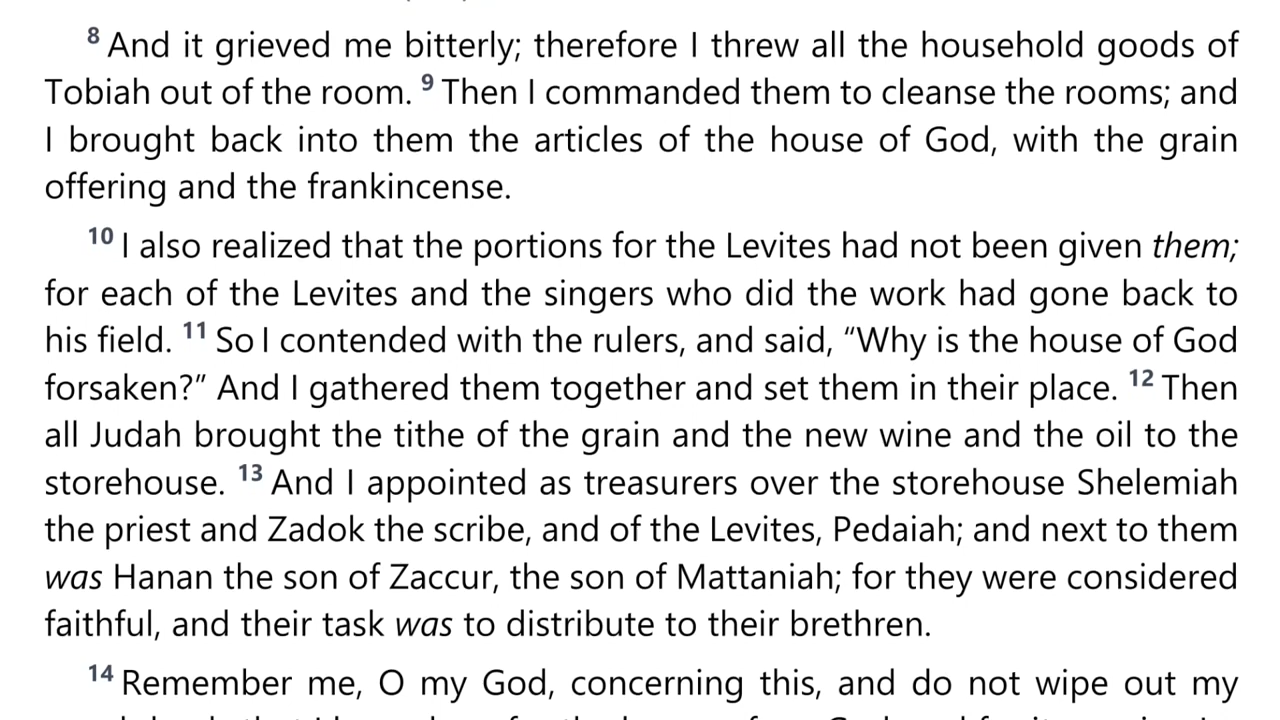 8 And it grieved me bitterly; therefore I threw all the household goods of
Tobiah out of the room. 9 Then I commanded them to cleanse the rooms; and
I brought back into them the articles of the house of God, with the grain
offering and the frankincense.
10 I also realized that the portions for the Levites had not been given them;
for each of the Levites and the singers who did the work had gone back to
his field. 11 So I contended with the rulers, and said, “Why is the house of God
forsaken?” And I gathered them together and set them in their place. 12 Then
all Judah brought the tithe of the grain and the new wine and the oil to the
storehouse. 13 And I appointed as treasurers over the storehouse Shelemiah
the priest and Zadok the scribe, and of the Levites, Pedaiah; and next to them
was Hanan the son of Zaccur, the son of Mattaniah; for they were considered
faithful, and their task was to distribute to their brethren.
14 Remember me, O my God, concerning this, and do not wipe out my